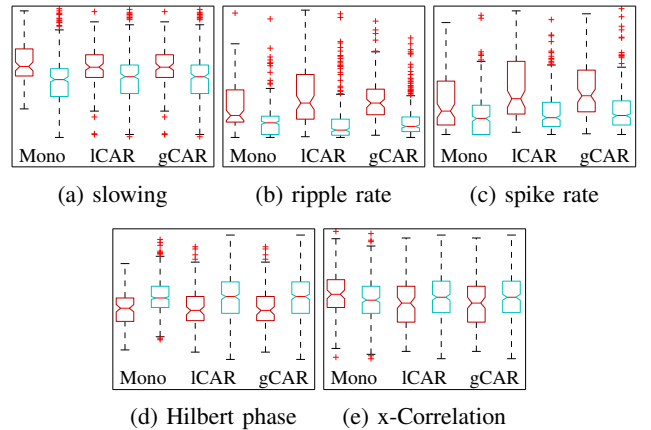 Mono lCAR gCAR
(a) slowing
Mono lCAR gCAR
(b) ripple rate
Mono lCAR gCAR
(c) spike rate
Mono lCAR gCAR
(d) Hilbert phase
Mono lCAR gCAR
(e) x-Correlation